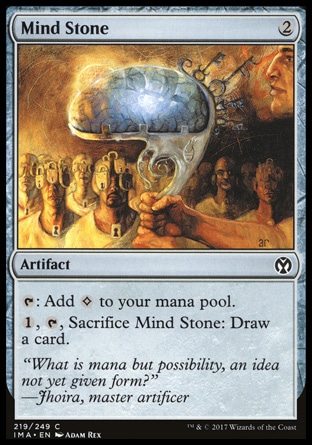 Mind Stone 2
ar
Artifact
: Add ◇ to your mana pool.
1, , Sacrifice Mind Stone: Draw
a card.
“What is mana but possibility, an idea
not yet given form?”
—Jhoira, master artificer
219/249 C
IMA • EN Adam Rex ™ & © 2017 Wizards of the Coast